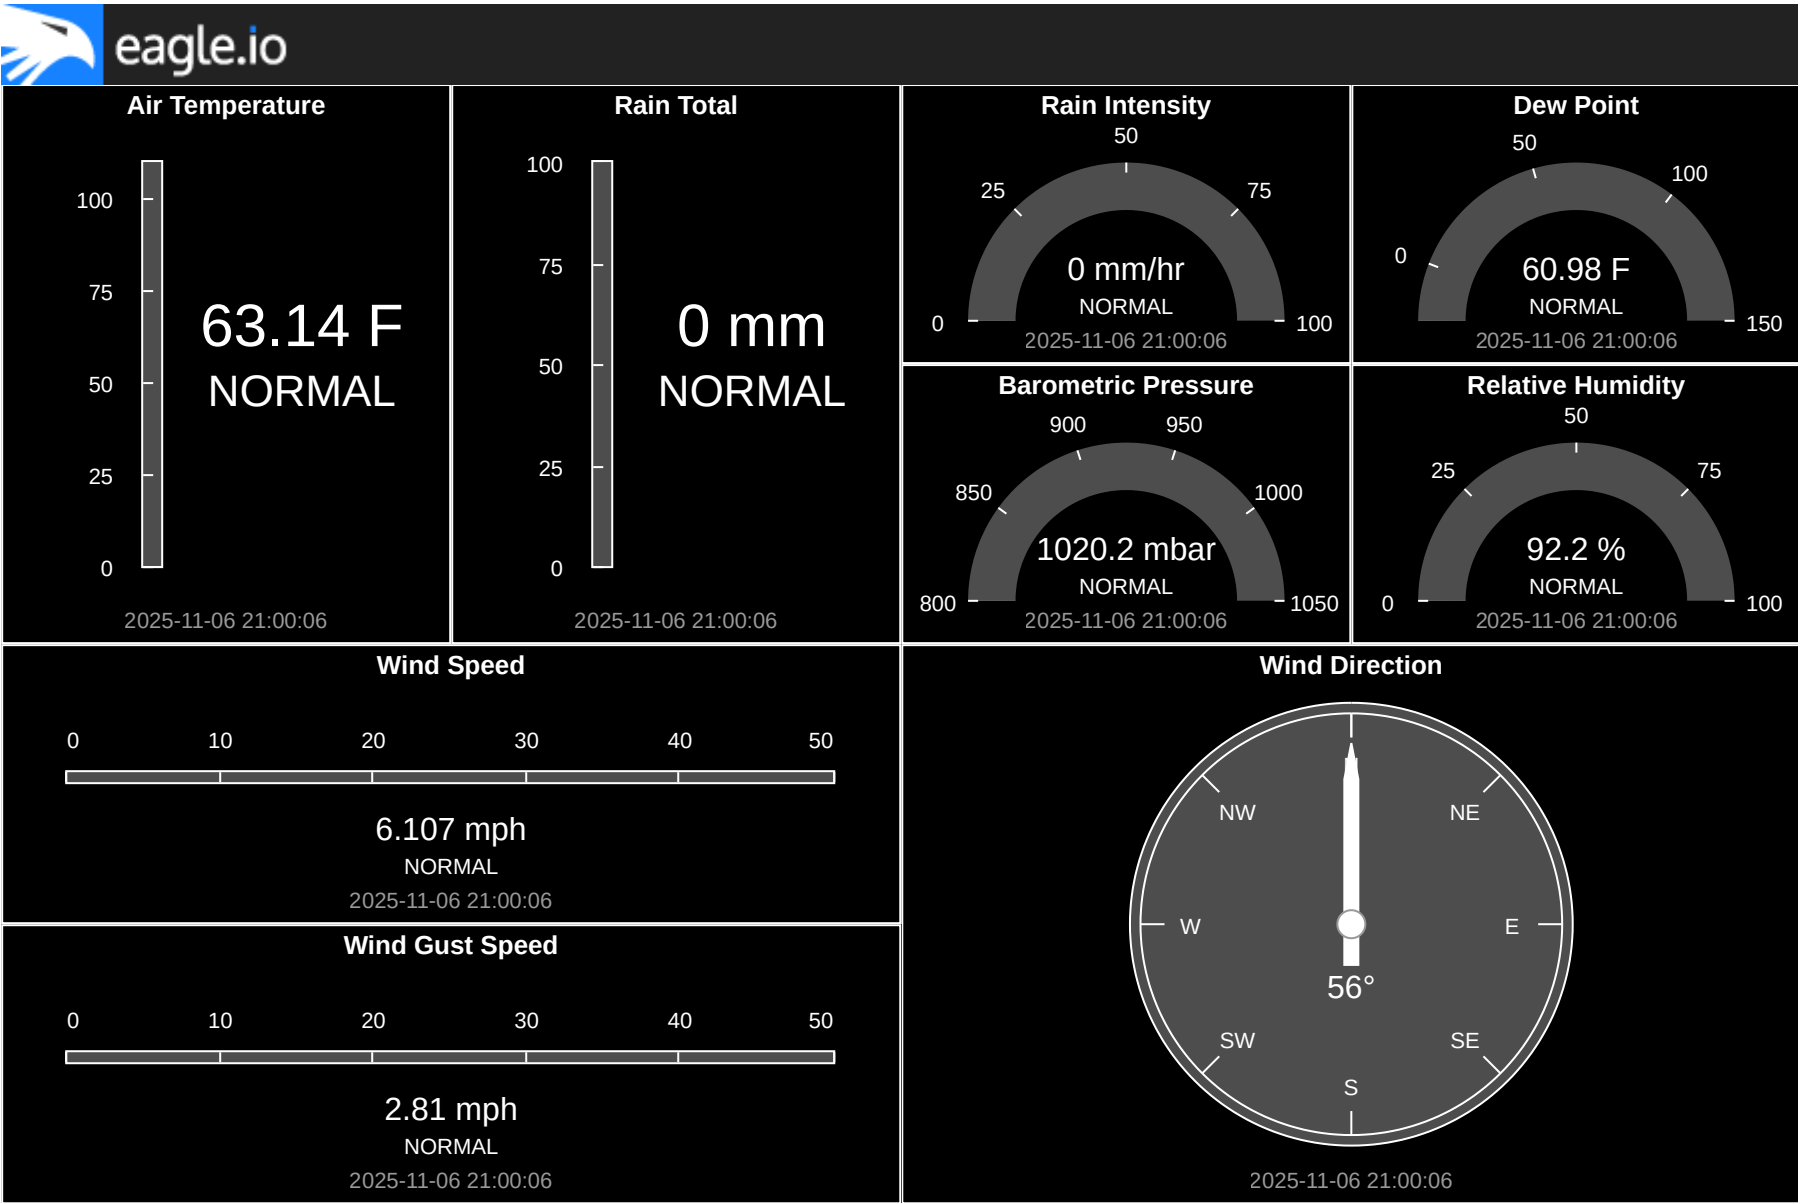 eagle.io
Air Temperature
100
75
50
25
0
63.14 F
NORMAL
2025-11-06 21:00:06
Rain Total
100
75
50
25
0
0 mm
NORMAL
2025-11-06 21:00:06
Rain Intensity
0
25
50
75
100
0 mm/hr
NORMAL
2025-11-06 21:00:06
Dew Point
0
50
100
150
60.98 F
NORMAL
2025-11-06 21:00:06
Barometric Pressure
800
850
900
950
1000
1050
1020.2 mbar
NORMAL
2025-11-06 21:00:06
Relative Humidity
0
25
50
75
100
92.2 %
NORMAL
2025-11-06 21:00:06
Wind Speed
0 10 20 30 40 50
6.107 mph
NORMAL
2025-11-06 21:00:06
Wind Gust Speed
0 10 20 30 40 50
2.81 mph
NORMAL
2025-11-06 21:00:06
Wind Direction
NW NE
W E
56°
SW SE
S
2025-11-06 21:00:06